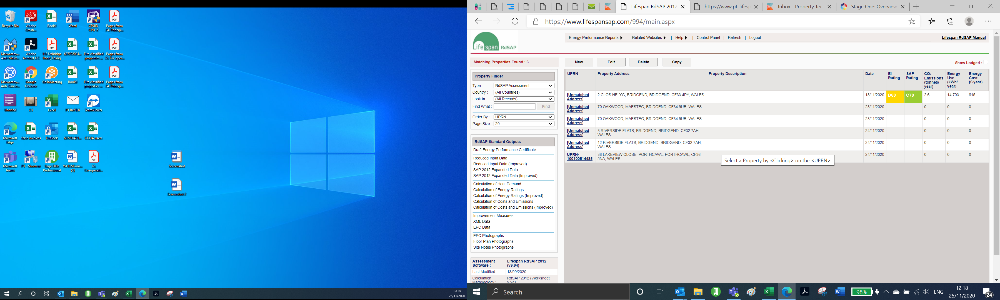 Recycle Bin
Adobe Creati...
Book1
Word
CPUID CPU-Z
Pages from 24. Princip...
Malwareby... Anti-Malw...
Adobe Acrobat DC
113 Uxbridge Road, Ealing
637292024...
Fire classified properties ...
Pages from 18. Co-oper...
Malwareby... Anti-Ranso...
Google Chrome
GoToMeeting
Book3
Fire classified properties ...
Pages from 24. Princip...
Untitled
2.1
Excel
PT Ref IL8
TeamViewer
Microsoft Edge
false invoices
Outlook
637290421...
CCHA users
Microsoft Teams
PT - Shortcut
Sage 200c Professional
WHQSCom... (2)
18. Co-operati...
Screenshot
Screenshot 2
12:18
25/11/2020
Lifespan RdSAP 2012
https://www.pt-lifesp
Inbox - Property Tect
Stage One: Overview
https://www.lifespansap.com/994/main.aspx
Life span RdSAP
Energy Performance Reports | Related Websites | Help | Control Panel | Refresh | Logout
Lifespan RdSAP Manual
Matching Properties Found : 6
New Edit Delete Copy
Show Lodged :
Property Finder
Type : RdSAP Assessment
Country : (All Countries)
Look In : (All Records)
Find What : Find
Order By : UPRN
Page Size : 20
RdSAP Standard Outputs
Draft Energy Performance Certificate
Reduced Input Data
Reduced Input Data (Improved)
SAP 2012 Expanded Data
SAP 2012 Expanded Data (Improved)
Calculation of Heat Demand
Calculation of Energy Ratings
Calculation of Energy Ratings (Improved)
Calculation of Costs and Emissions
Calculation of Costs and Emissions (Improved)
Improvement Measures
XML Data
EPC Data
EPC Photographs
Floor Plan Photographs
Site Notes Photographs
Assessment Software : Lifespan RdSAP 2012 (v9.94)
Last Modified : 18/09/2020
Calculation Methodology : RdSAP 2012 (Worksheet 9.94)
UPRN Property Address Property Description Date EI Rating SAP Rating CO₂ Emissions (tonnes/ year) Energy Use (kWh/ year) Energy Cost (£/year)
[Unmatched Address] 2 CLOS HELYG, BRIDGEND, BRIDGEND, CF33 4PY, WALES 18/11/2020 D68 C70 2.6 14,703 615
[Unmatched Address] 70 OAKWOOD, MAESTEG, BRIDGEND, CF34 9UB, WALES 23/11/2020 0 0 0
[Unmatched Address] 70 OAKWOOD, MAESTEG, BRIDGEND, CF34 9UB, WALES 23/11/2020 0 0 0
[Unmatched Address] 3 RIVERSIDE FLATS, BRIDGEND, BRIDGEND, CF32 7AH, WALES 24/11/2020 0 0 0
[Unmatched Address] 12 RIVERSIDE FLATS, BRIDGEND, BRIDGEND, CF32 7AH, WALES 24/11/2020 0 0 0
UPRN-100100514485 38 LAKEVIEW CLOSE, PORTHCAWL, PORTHCAWL, CF36 5NA, WALES 24/11/2020 0 0 0
Select a Property by <Clicking> on the <UPRN>
Search
98%
ENG
12:18
25/11/2020
24